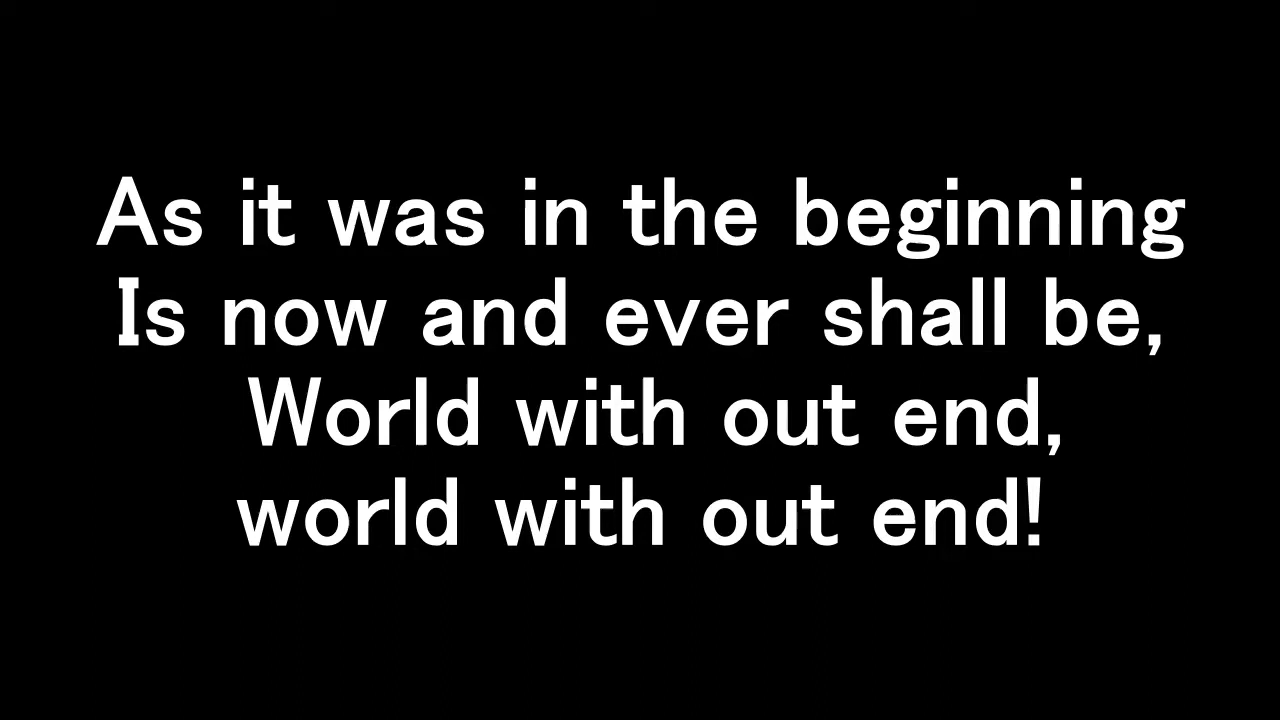 As it was in the beginning
Is now and ever shall be,
World with out end,
world with out end!